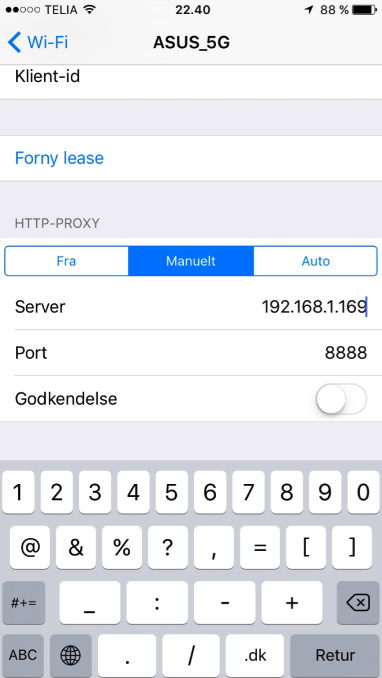 TELIA 22.40 88 %
Wi-Fi ASUS_5G
Klient-id
Forny lease
HTTP-PROXY
Fra Manuelt Auto
Server 192.168.1.169
Port 8888
Godkendelse
1 2 3 4 5 6 7 8 9 0
@ & % ? , = [ ]
#+= _ : - +
ABC . / .dk Retur